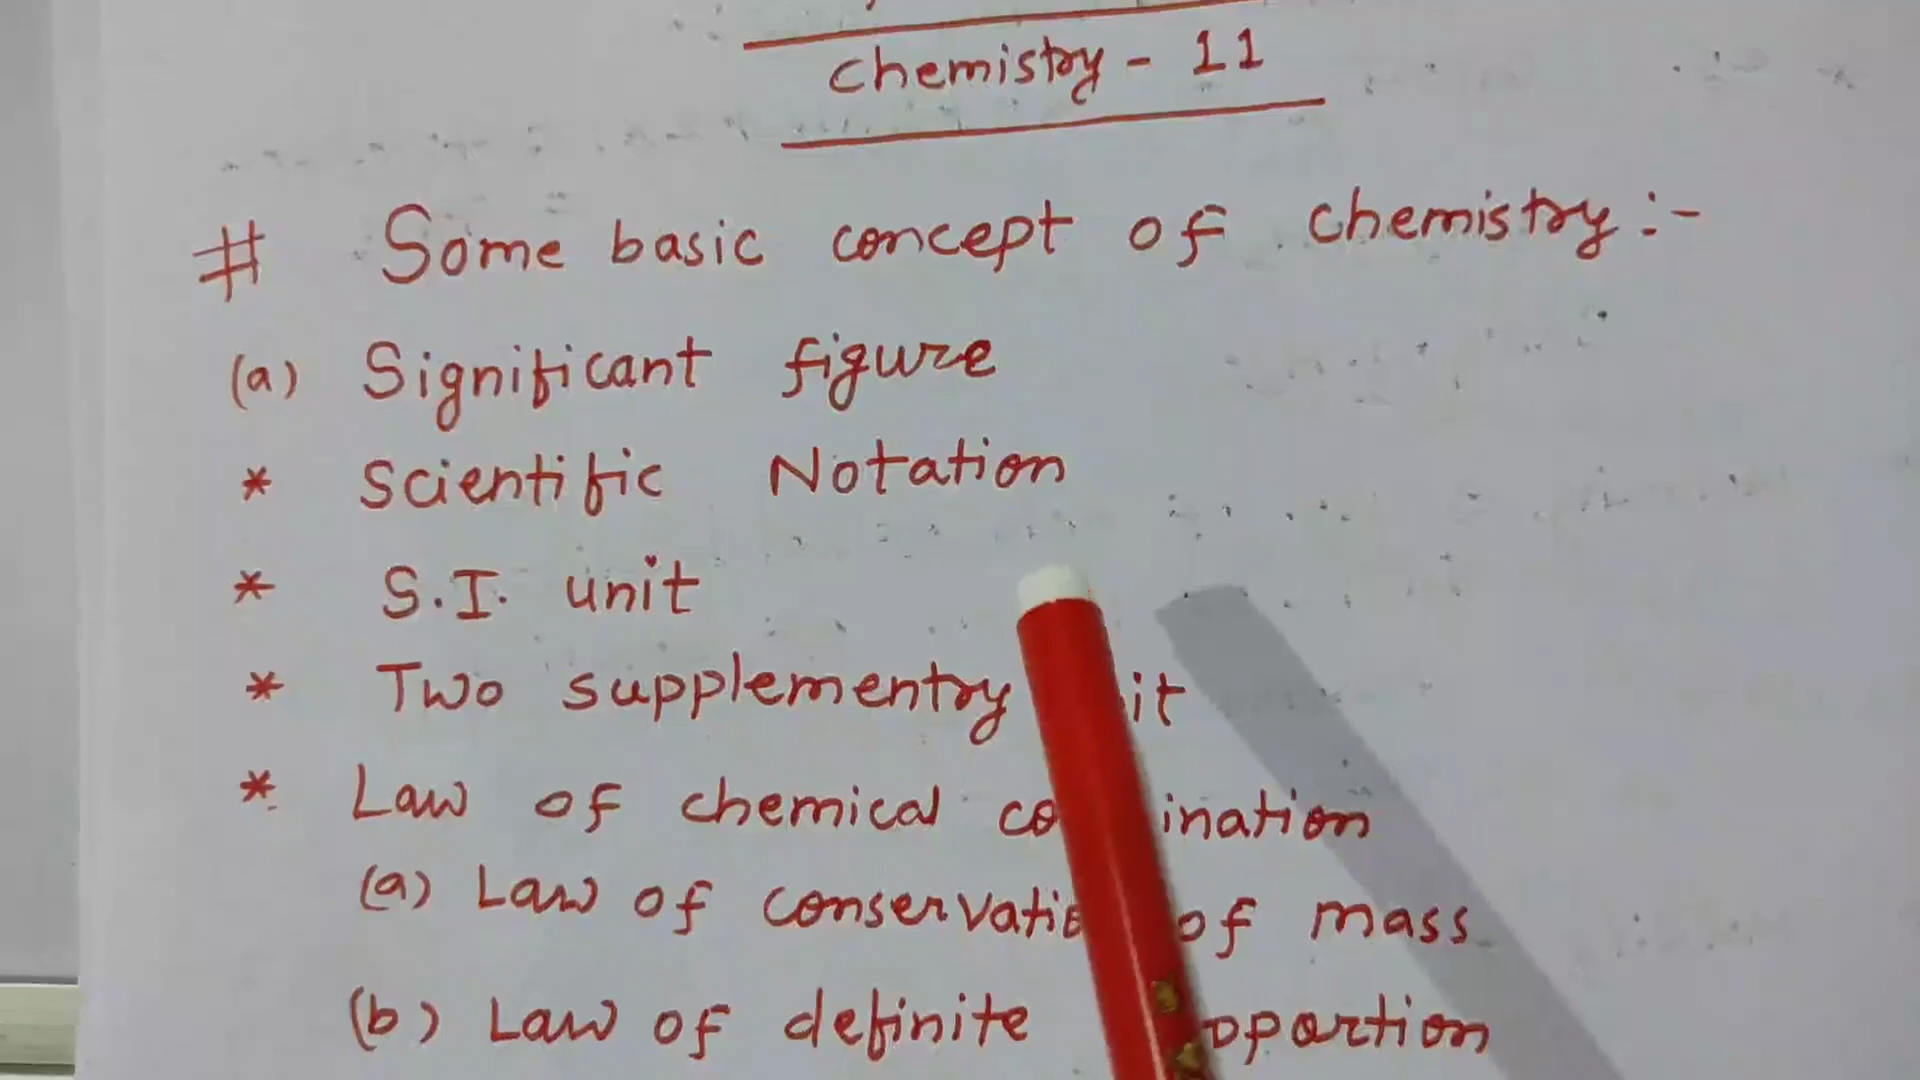 Chemistry - 11
# Some basic concept of chemistry :-
(a) Significant figure
* Scientific Notation
* S.I. unit
* Two supplementry
* Law of chemical
(a) Law of conservation of mass
(b) Law of definite